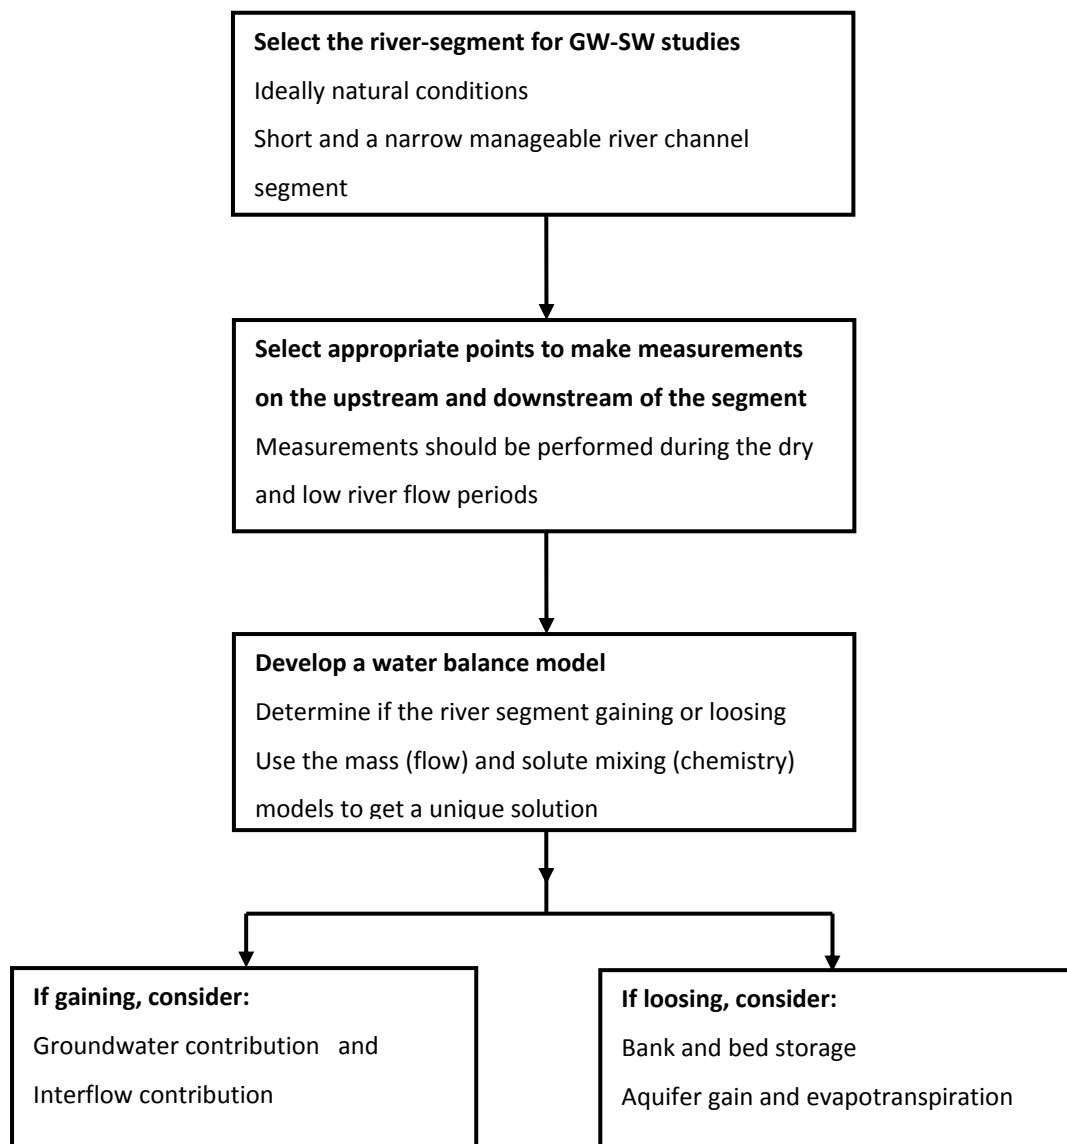 Select the river-segment for GW-SW studies
Ideally natural conditions
Short and a narrow manageable river channel
segment
Select appropriate points to make measurements
on the upstream and downstream of the segment
Measurements should be performed during the dry
and low river flow periods
Develop a water balance model
Determine if the river segment gaining or loosing
Use the mass (flow) and solute mixing (chemistry)
models to get a unique solution
If gaining, consider:
Groundwater contribution and
Interflow contribution
If loosing, consider:
Bank and bed storage
Aquifer gain and evapotranspiration